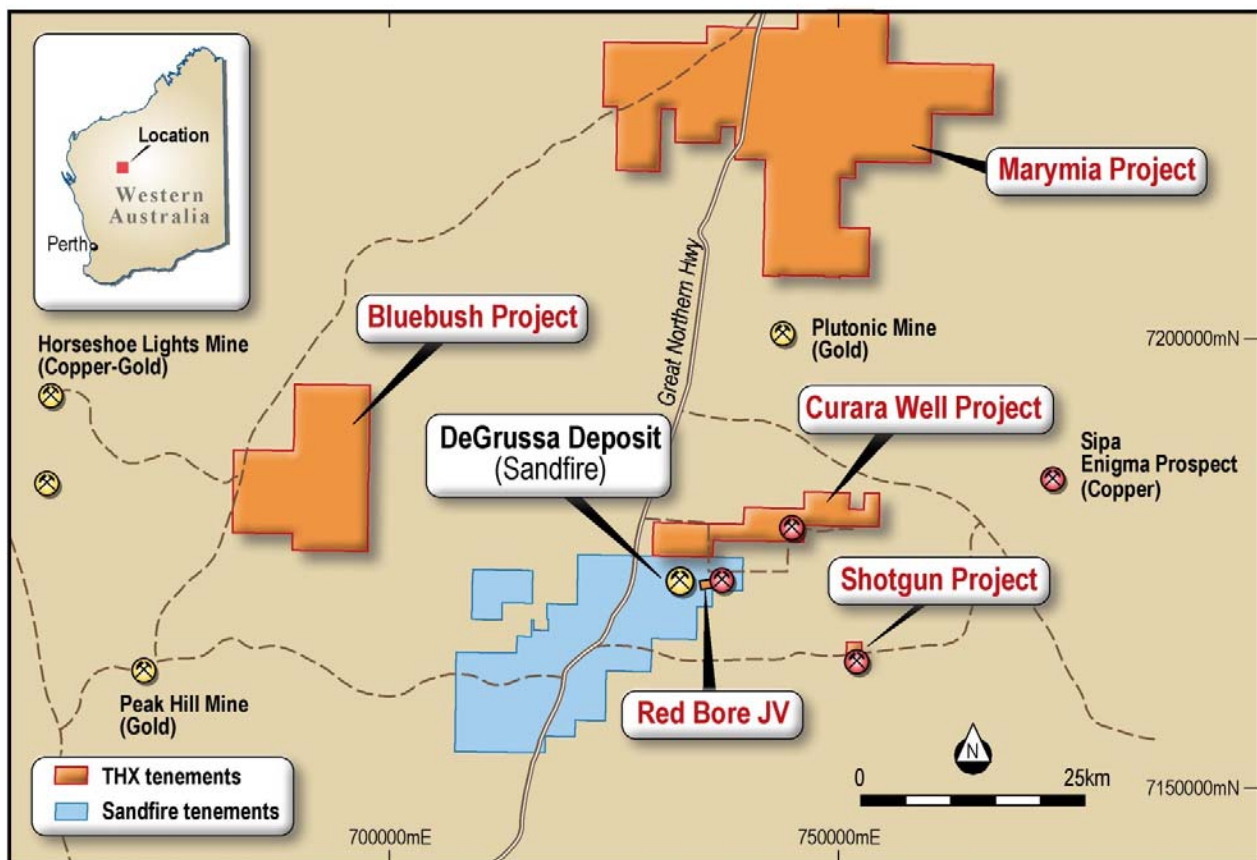 Location
Western
Australia
Perth
Marymia Project
Great Northern Hwy
Bluebush Project
Plutonic Mine
(Gold)
7200000mN
Horseshoe Lights Mine
(Copper-Gold)
Curara Well Project
DeGrussa Deposit
(Sandfire)
Sipa
Enigma Prospect
(Copper)
Shotgun Project
Peak Hill Mine
(Gold)
Red Bore JV
N
THX tenements
Sandfire tenements
0
25km
7150000mN
700000mE
750000mE